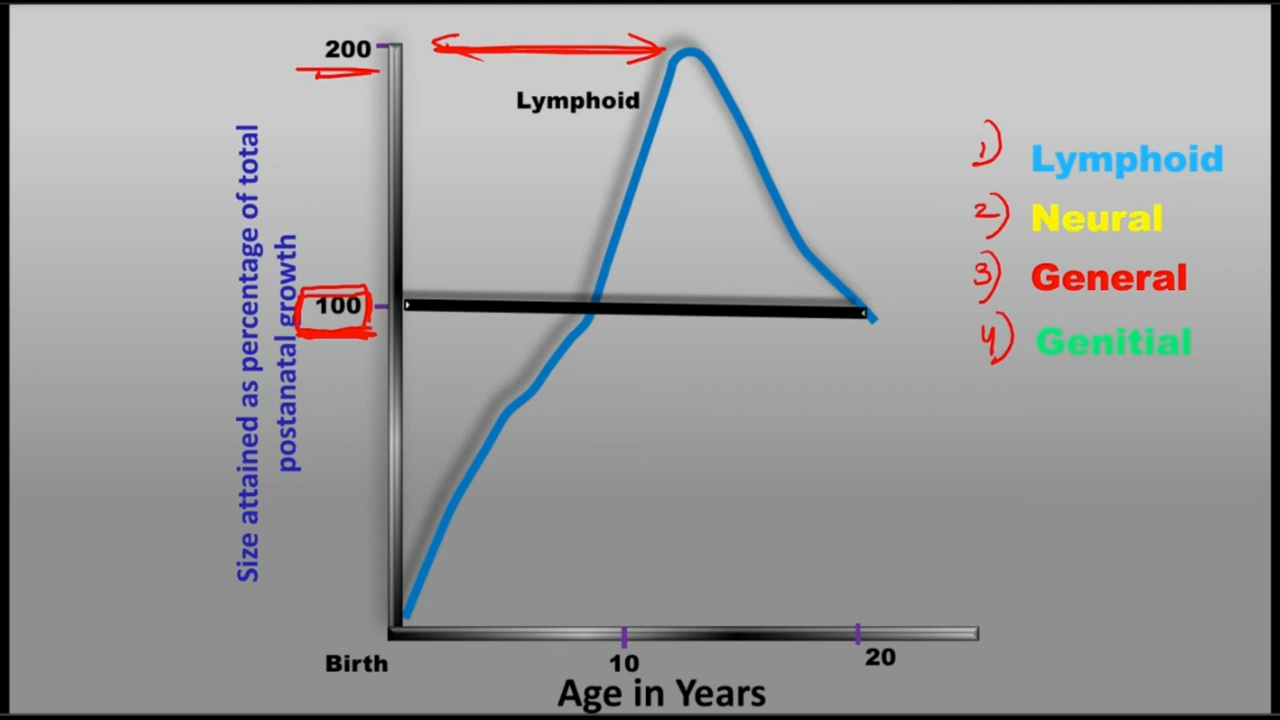 200
Lymphoid
100
Size attained as percentage of total
postanatal growth
Birth
10
20
Age in Years
1) Lymphoid
2) Neural
3) General
4) Genitial